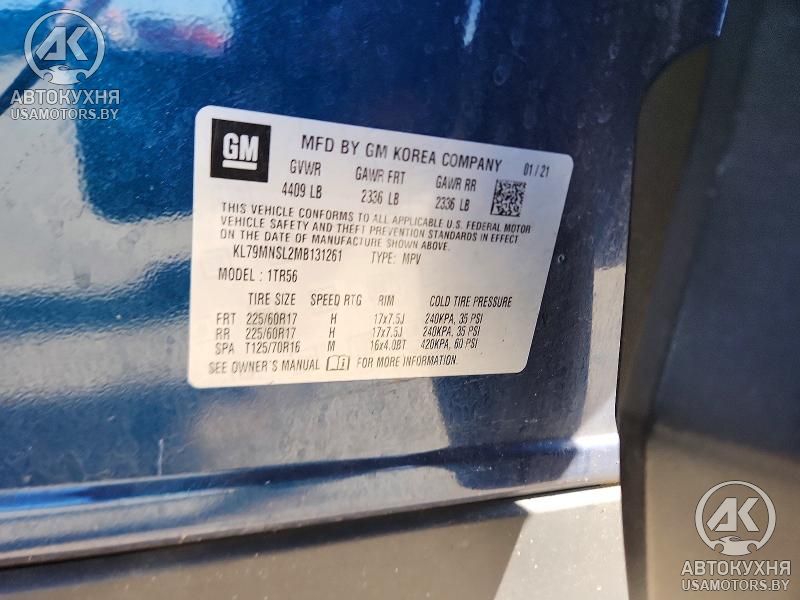 АК
АВТОКУХНЯ
USAMOTORS.BY
GM
MFD BY GM KOREA COMPANY 01/21
GVWR GAWR FRT GAWR RR
4409 LB 2336 LB 2336 LB
THIS VEHICLE CONFORMS TO ALL APPLICABLE U.S. FEDERAL MOTOR
VEHICLE SAFETY AND THEFT PREVENTION STANDARDS IN EFFECT
ON THE DATE OF MANUFACTURE SHOWN ABOVE.
KL79MNSL2MB131261 TYPE: MPV
MODEL : 1TR56
TIRE SIZE SPEED RTG RIM COLD TIRE PRESSURE
FRT 225/60R17 H 17x7.5J 240KPA, 35 PSI
RR 225/60R17 H 17x7.5J 240KPA, 35 PSI
SPA T125/70R16 M 16x4.0BT 420KPA, 60 PSI
SEE OWNER'S MANUAL FOR MORE INFORMATION.
АК
АВТОКУХНЯ
USAMOTORS.BY